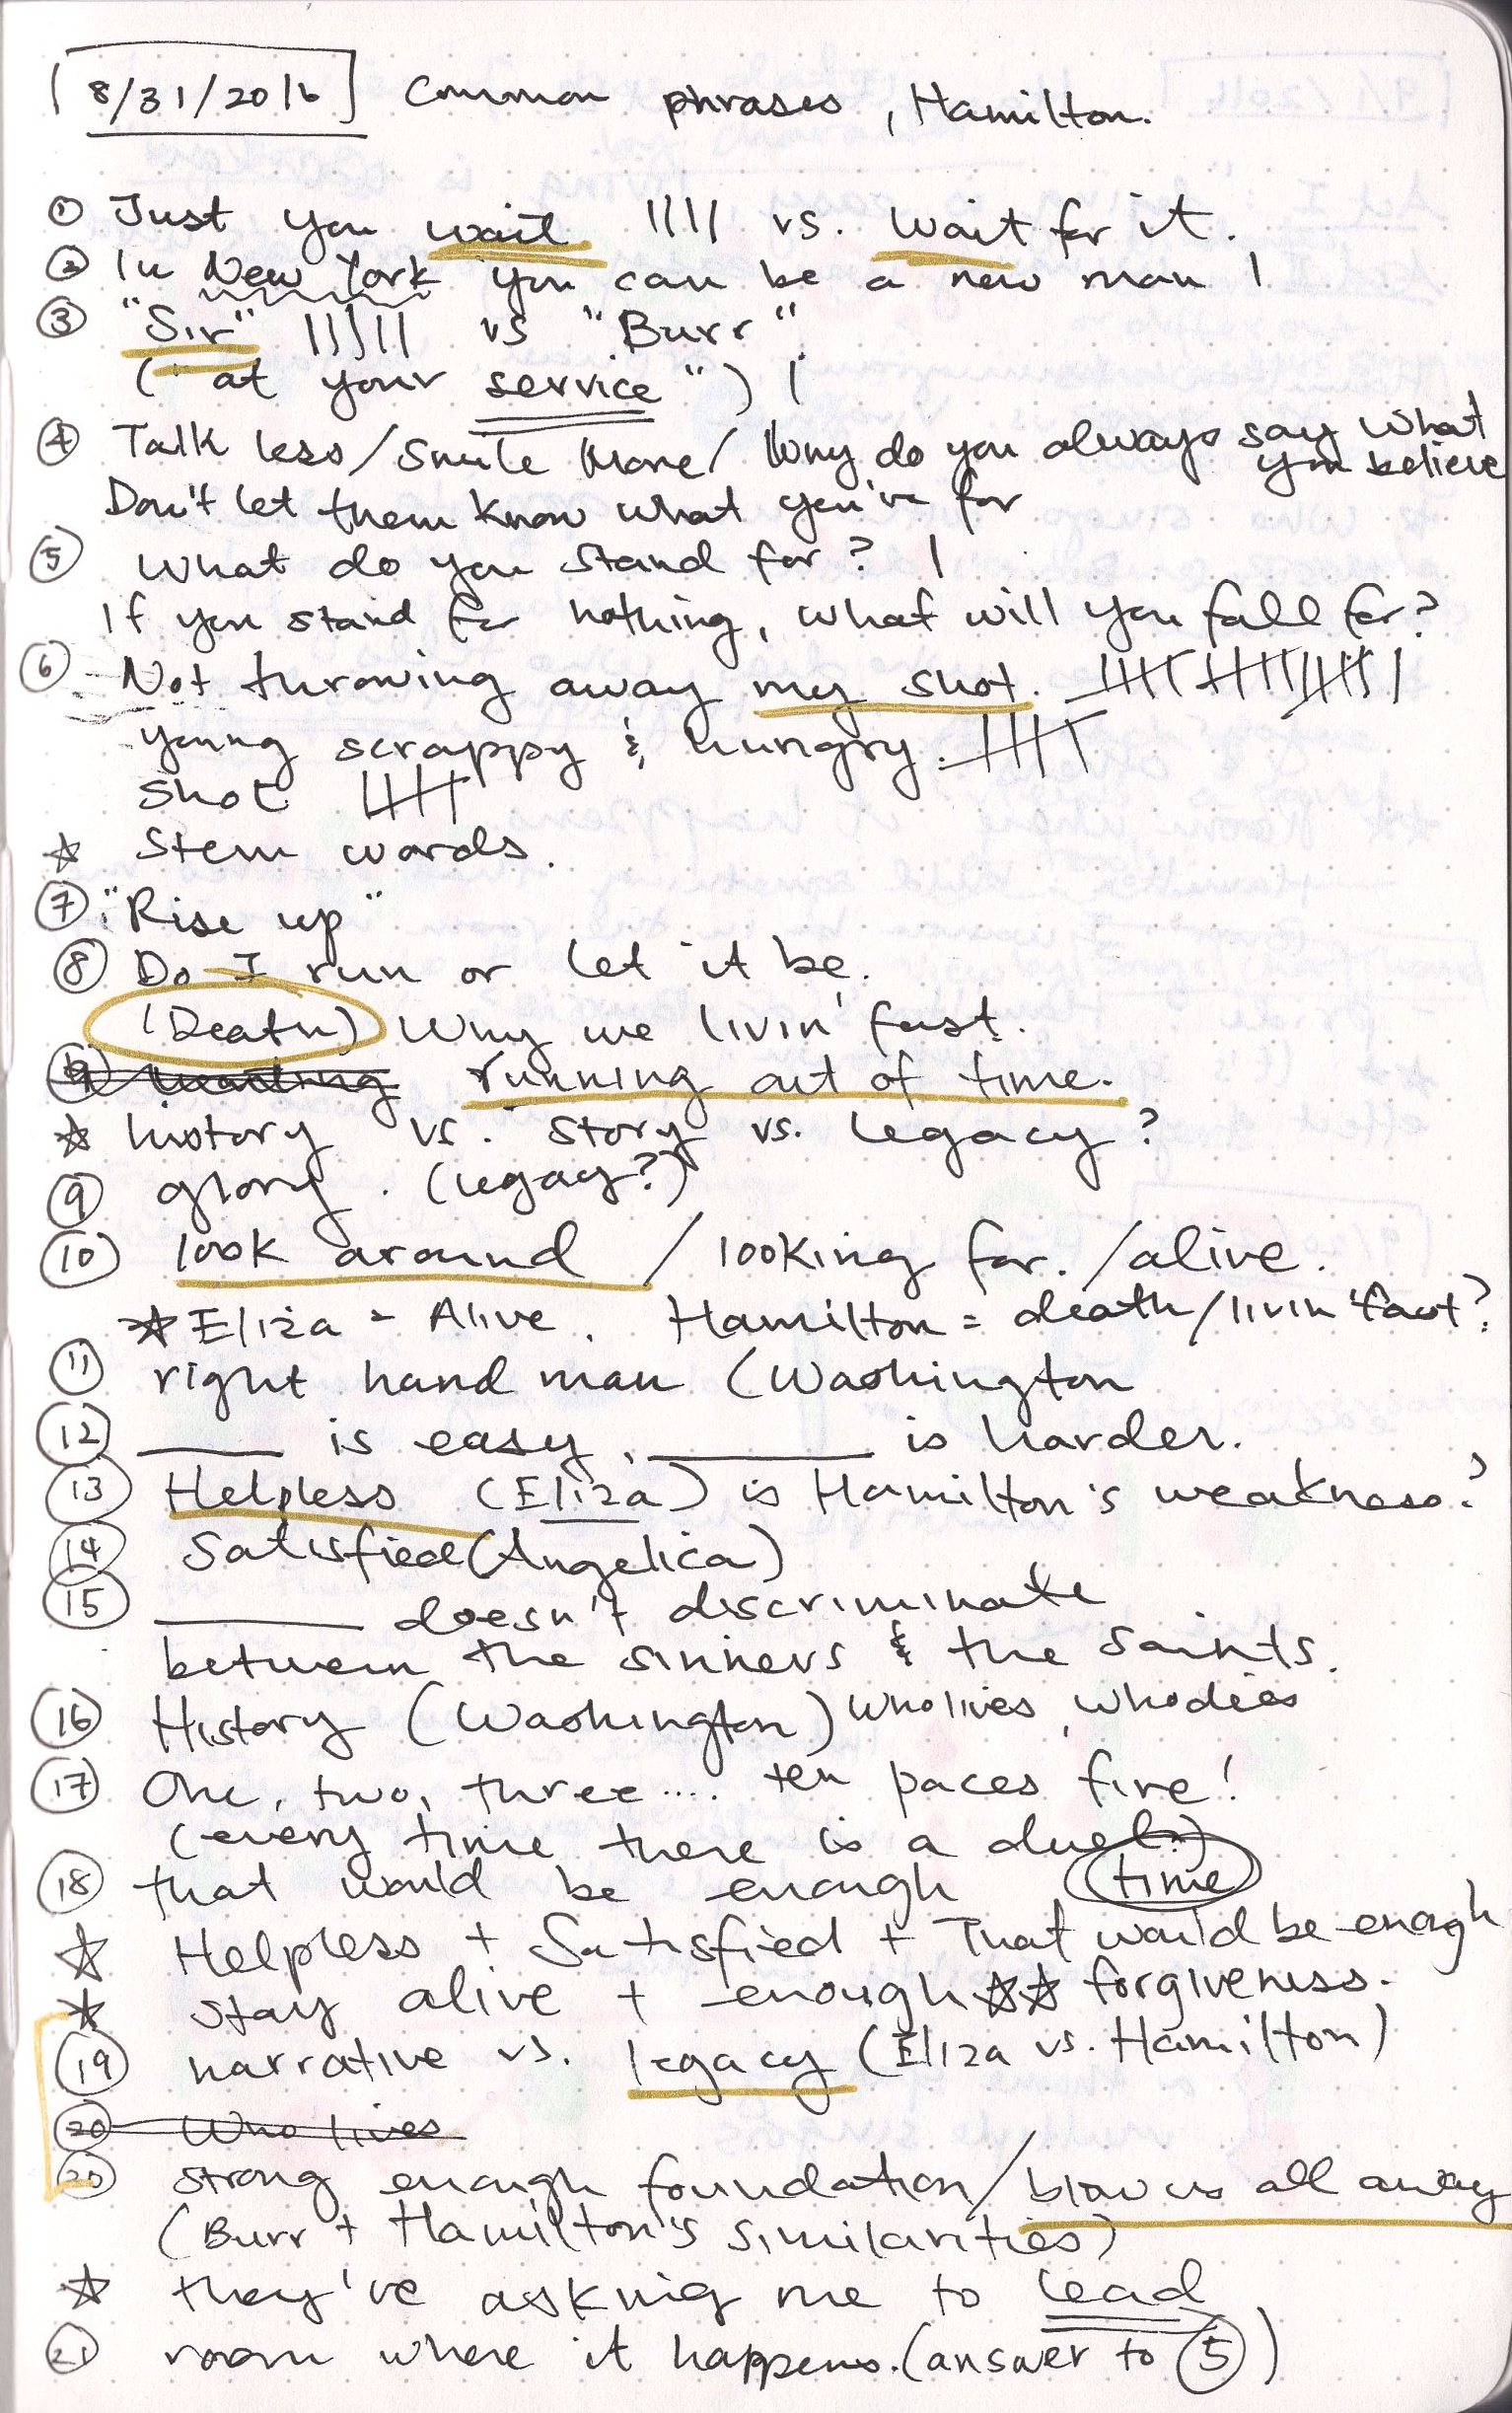 8/31/2016 Common phrases, Hamilton.
① Just you wait |||| vs. Wait for it.
② In New York you can be a new man |
③ "Sir" ||||| vs "Burr"
("at your service") |
④ Talk less/Smile More/ Why do you always say what
you believe
Don't let them know what you're for
⑤ What do you stand for? |
If you stand for nothing, what will you fall for?
⑥ Not throwing away my shot. |||| |||| |||| |
young scrappy & hungry. ||||
shot ||||
☆ Stem words.
⑦ "Rise up"
⑧ Do I run or let it be.
(Death) Why we livin' fast.
running out of time.
☆ history vs. story vs. legacy?
⑨ glory. (legacy?)
⑩ look around / looking for. /alive.
☆ Eliza = Alive. Hamilton = death/livin' fast?
⑪ right hand man (Washington
⑫ ____ is easy, ____ is harder.
⑬ Helpless (Eliza) is Hamilton's weakness?
⑭ Satisfied (Angelica)
⑮ ____ doesn't discriminate
between the sinners & the saints.
⑯ History (Washington) who lives, who dies
⑰ One, two, three.... ten paces fire!
(every time there is a duel.)
⑱ that would be enough (time)
☆ Helpless + Satisfied + That would be enough
☆ stay alive + enough ☆☆ forgiveness.
⑲ narrative vs. legacy (Eliza vs. Hamilton)
⑳ Who lives
⑳ strong enough foundation/blow us all away
(Burr + Hamilton's similarities)
☆ they're asking me to lead
㉑ room where it happens. (answer to ⑤)